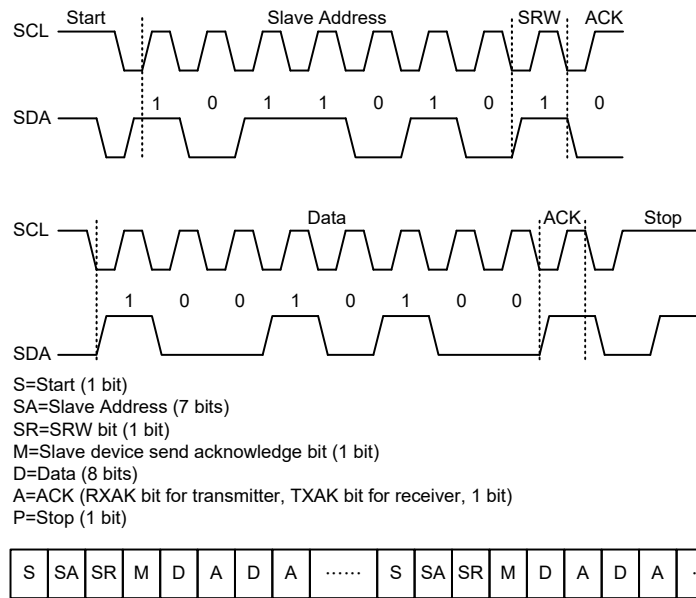 Start Slave Address SRW ACK
SCL
1 0 1 1 0 1 0 1 0
SDA
Data ACK Stop
SCL
1 0 0 1 0 1 0 0
SDA
S=Start (1 bit)
SA=Slave Address (7 bits)
SR=SRW bit (1 bit)
M=Slave device send acknowledge bit (1 bit)
D=Data (8 bits)
A=ACK (RXAK bit for transmitter, TXAK bit for receiver, 1 bit)
P=Stop (1 bit)
S SA SR M D A D A ······ S SA SR M D A D A